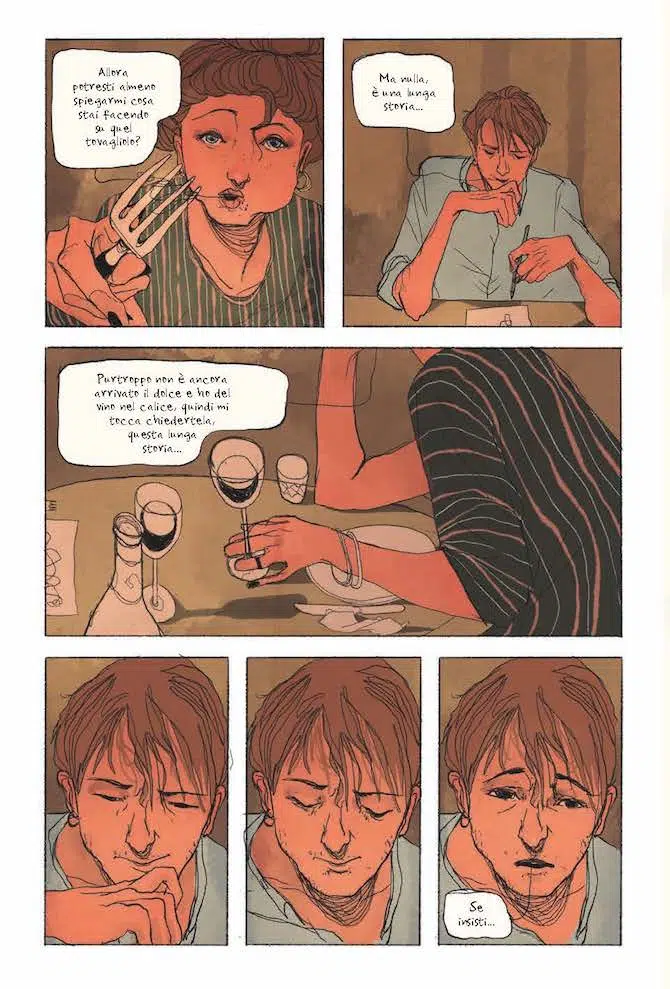 Allora
potresti almeno
spiegarmi cosa
stai facendo
su quel
tovagliolo?
Ma nulla,
è una lunga
storia...
Purtroppo non è ancora
arrivato il dolce e ho del
vino nel calice, quindi mi
tocca chiedertela,
questa lunga
storia...
Se
insisti...